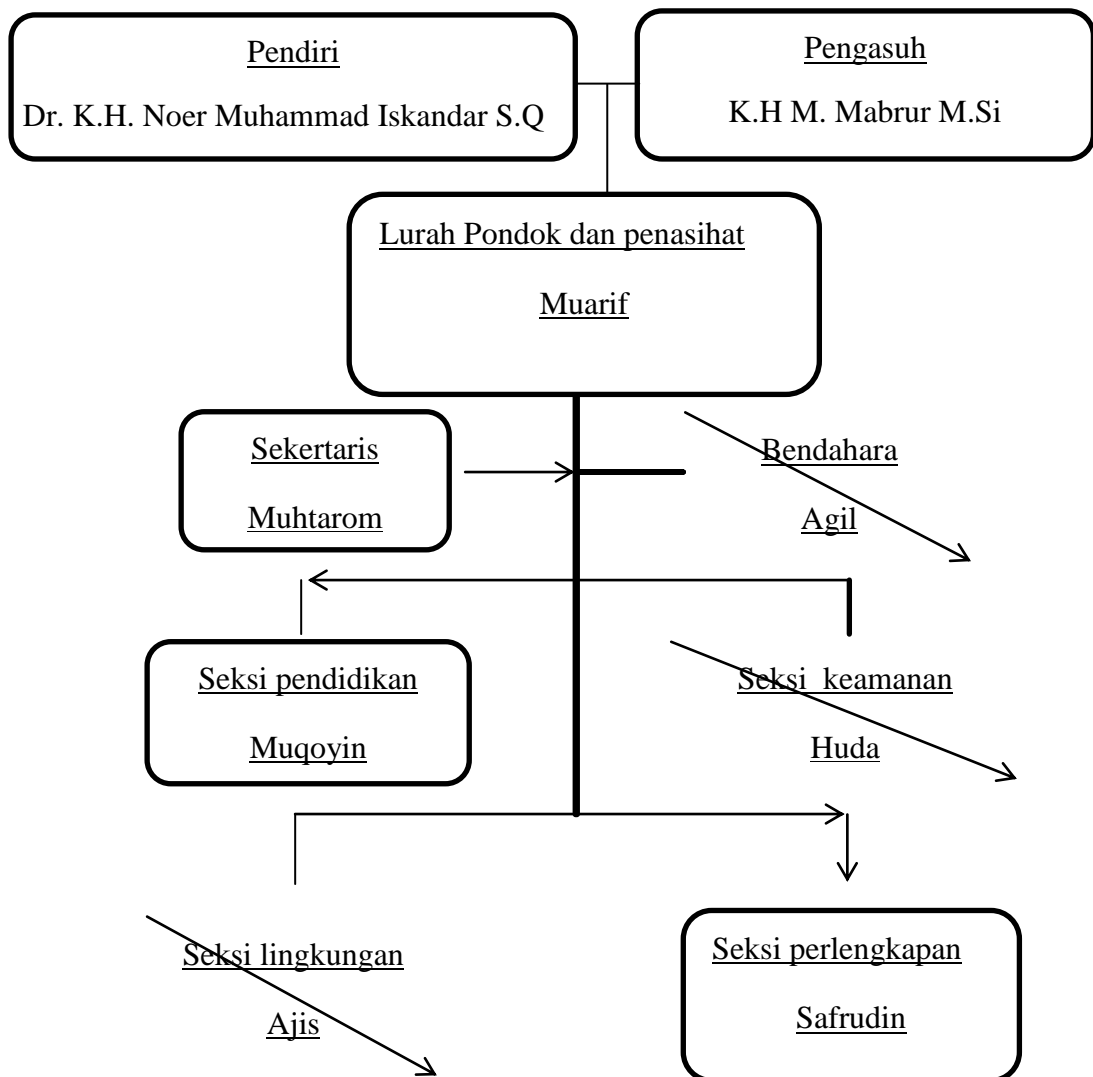 Pendiri
Dr. K.H. Noer Muhammad Iskandar S.Q
Pengasuh
K.H M. Mabrur M.Si
Lurah Pondok dan penasihat
Muarif
Sekertaris
Muhtarom
Bendahara
Agil
Seksi pendidikan
Muqoyin
Seksi  keamanan
Huda
Seksi lingkungan
Ajis
Seksi perlengkapan
Safrudin